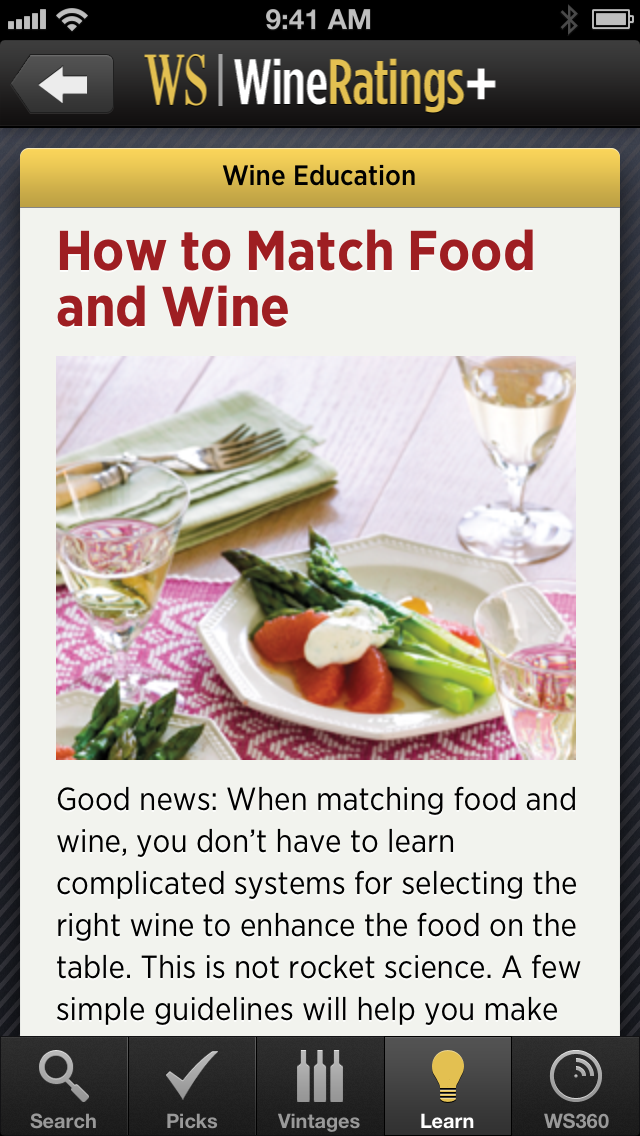 9:41 AM
WS | WineRatings+
Wine Education
How to Match Food
and Wine
Good news: When matching food and
wine, you don’t have to learn
complicated systems for selecting the
right wine to enhance the food on the
table. This is not rocket science. A few
simple guidelines will help you make
Search Picks Vintages Learn WS360